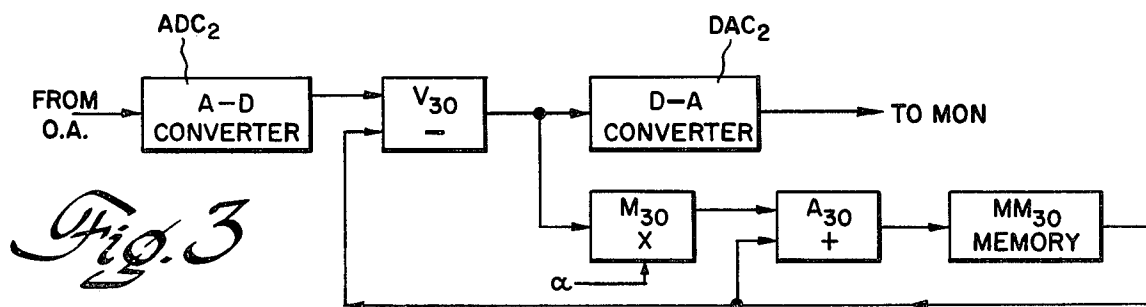 ADC₂
DAC₂
FROM
O.A.
A-D
CONVERTER
V₃₀
−
D-A
CONVERTER
TO MON
Fig. 3
M₃₀
X
α
A₃₀
+
MM₃₀
MEMORY